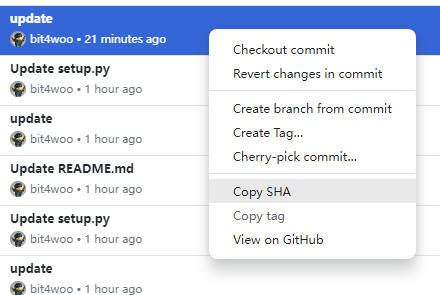 update
bit4woo • 21 minutes ago
Update setup.py
bit4woo • 1 hour ago
update
bit4woo • 1 hour ago
Update README.md
bit4woo • 1 hour ago
Update setup.py
bit4woo • 1 hour ago
update
bit4woo • 1 hour ago
Checkout commit
Revert changes in commit
Create branch from commit
Create Tag...
Cherry-pick commit...
Copy SHA
Copy tag
View on GitHub